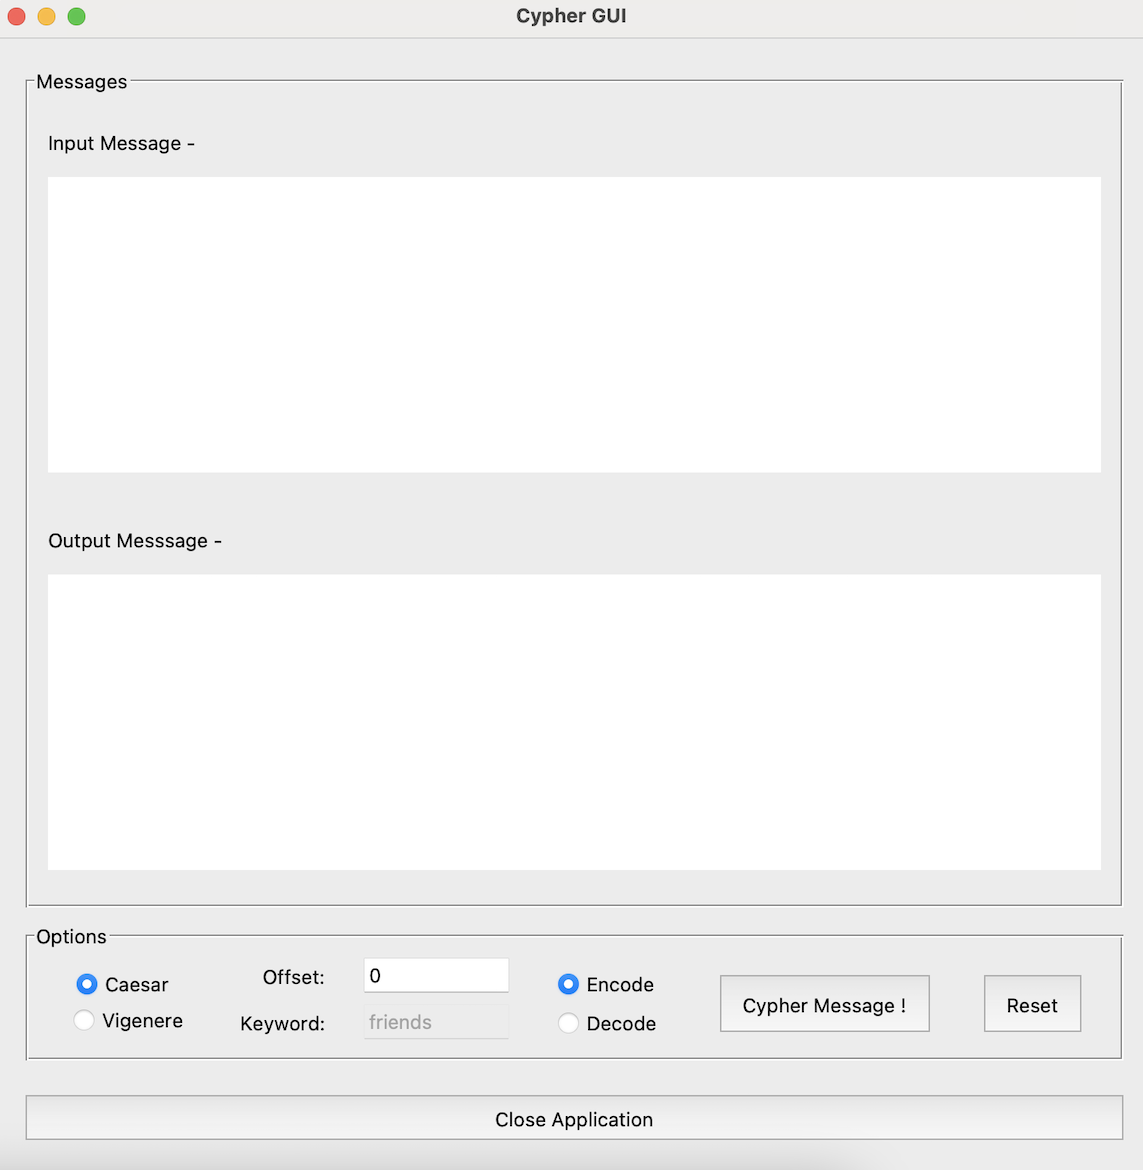 Cypher GUI
Messages
Input Message -
Output Messsage -
Options
Caesar
Vigenere
Offset: 0
Keyword: friends
Encode
Decode
Cypher Message !
Reset
Close Application